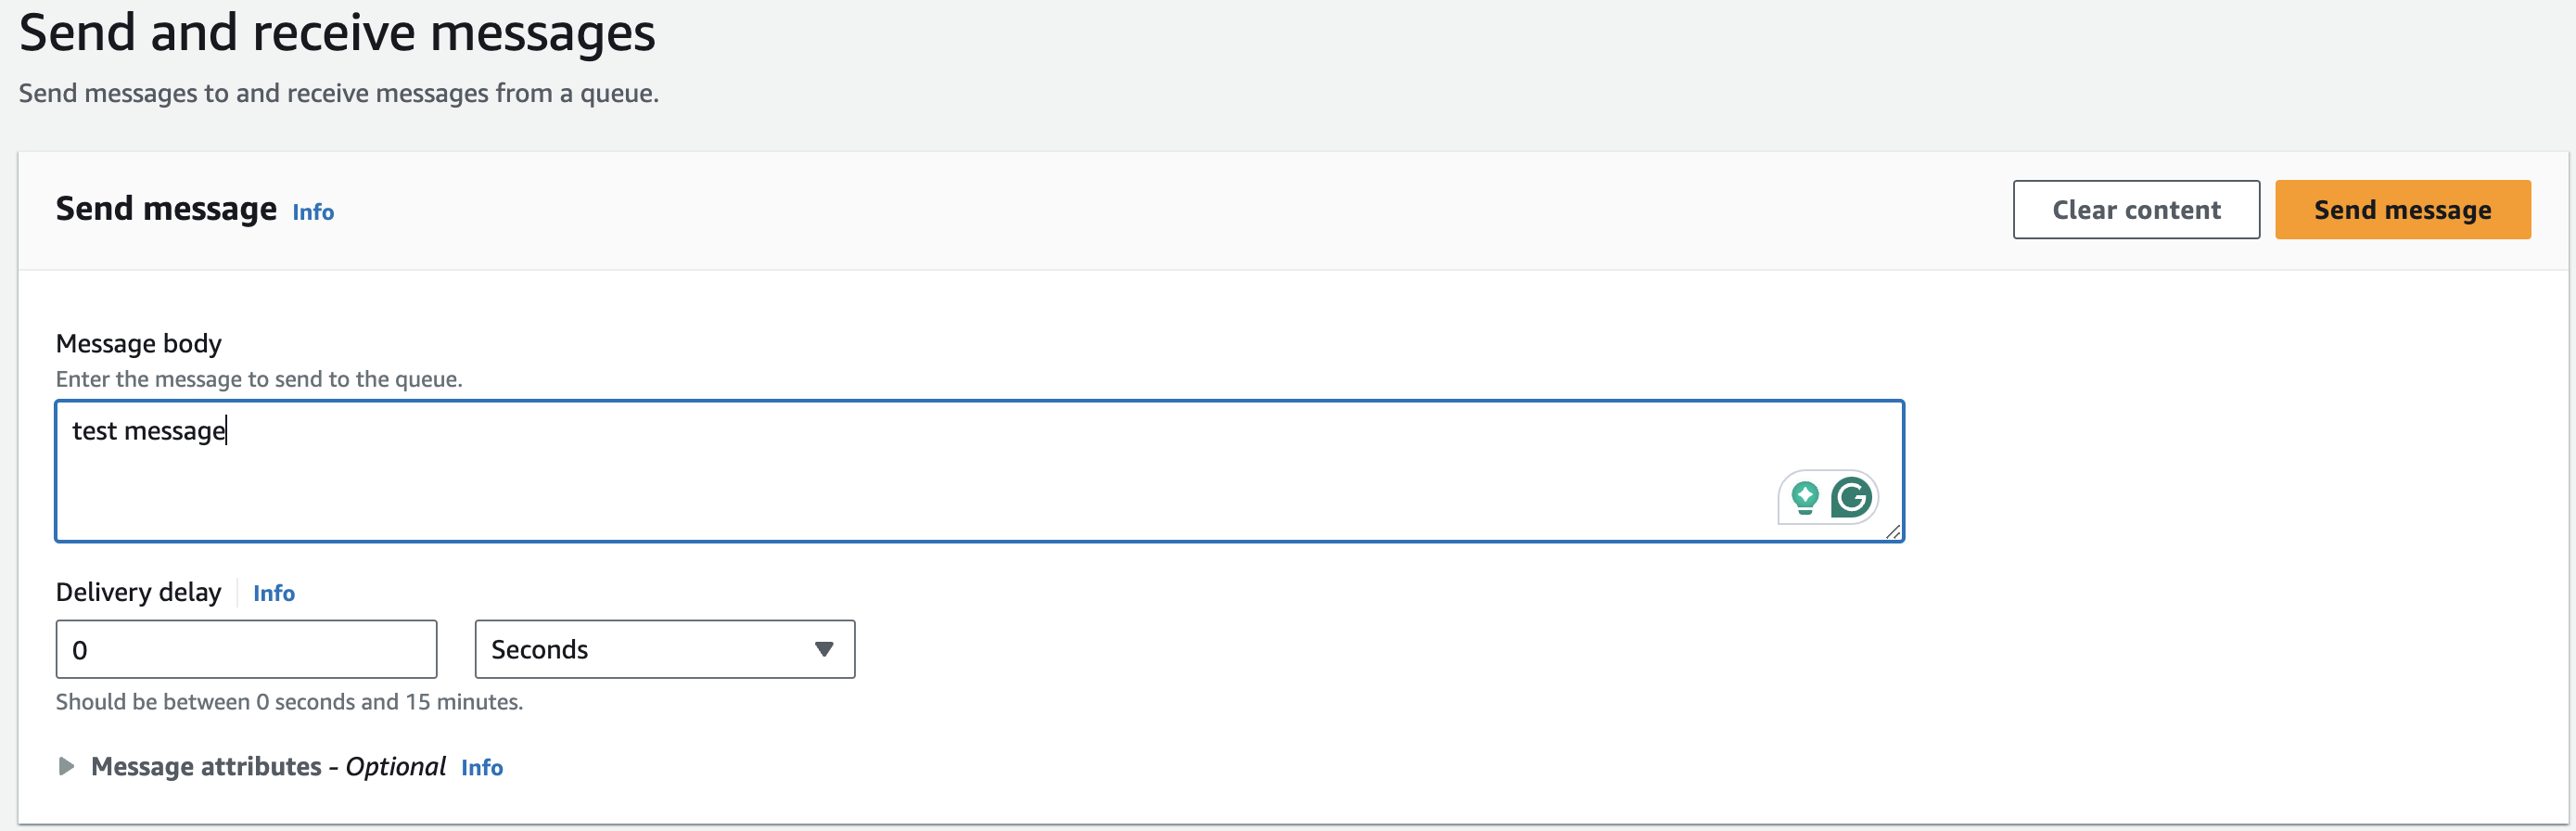 Send and receive messages
Send messages to and receive messages from a queue.
Send message Info
Clear content
Send message
Message body
Enter the message to send to the queue.
test message
Delivery delay Info
0
Seconds
Should be between 0 seconds and 15 minutes.
Message attributes - Optional Info